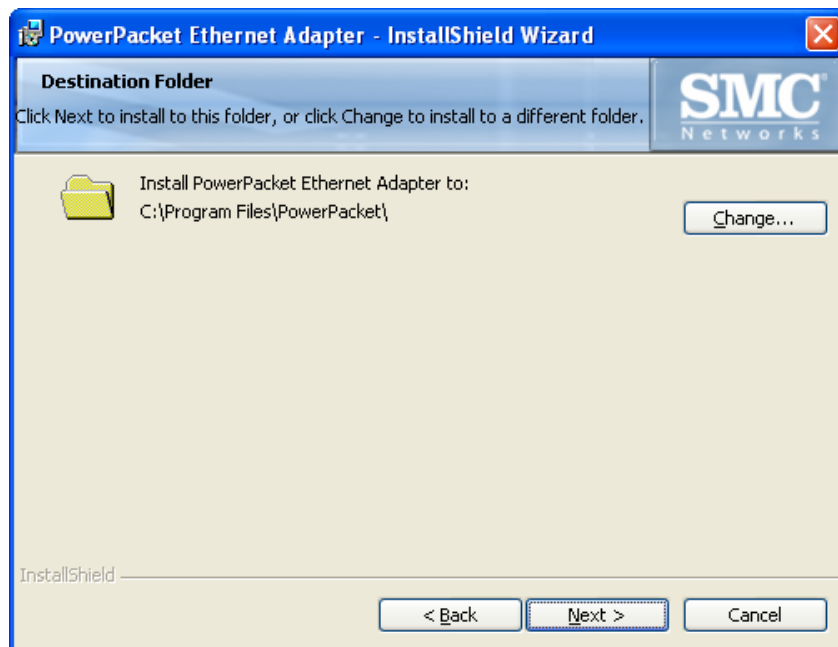 PowerPacket Ethernet Adapter - InstallShield Wizard
Destination Folder
Click Next to install to this folder, or click Change to install to a different folder.
SMC
Networks
Install PowerPacket Ethernet Adapter to:
C:\Program Files\PowerPacket\
Change...
InstallShield
< Back
Next >
Cancel